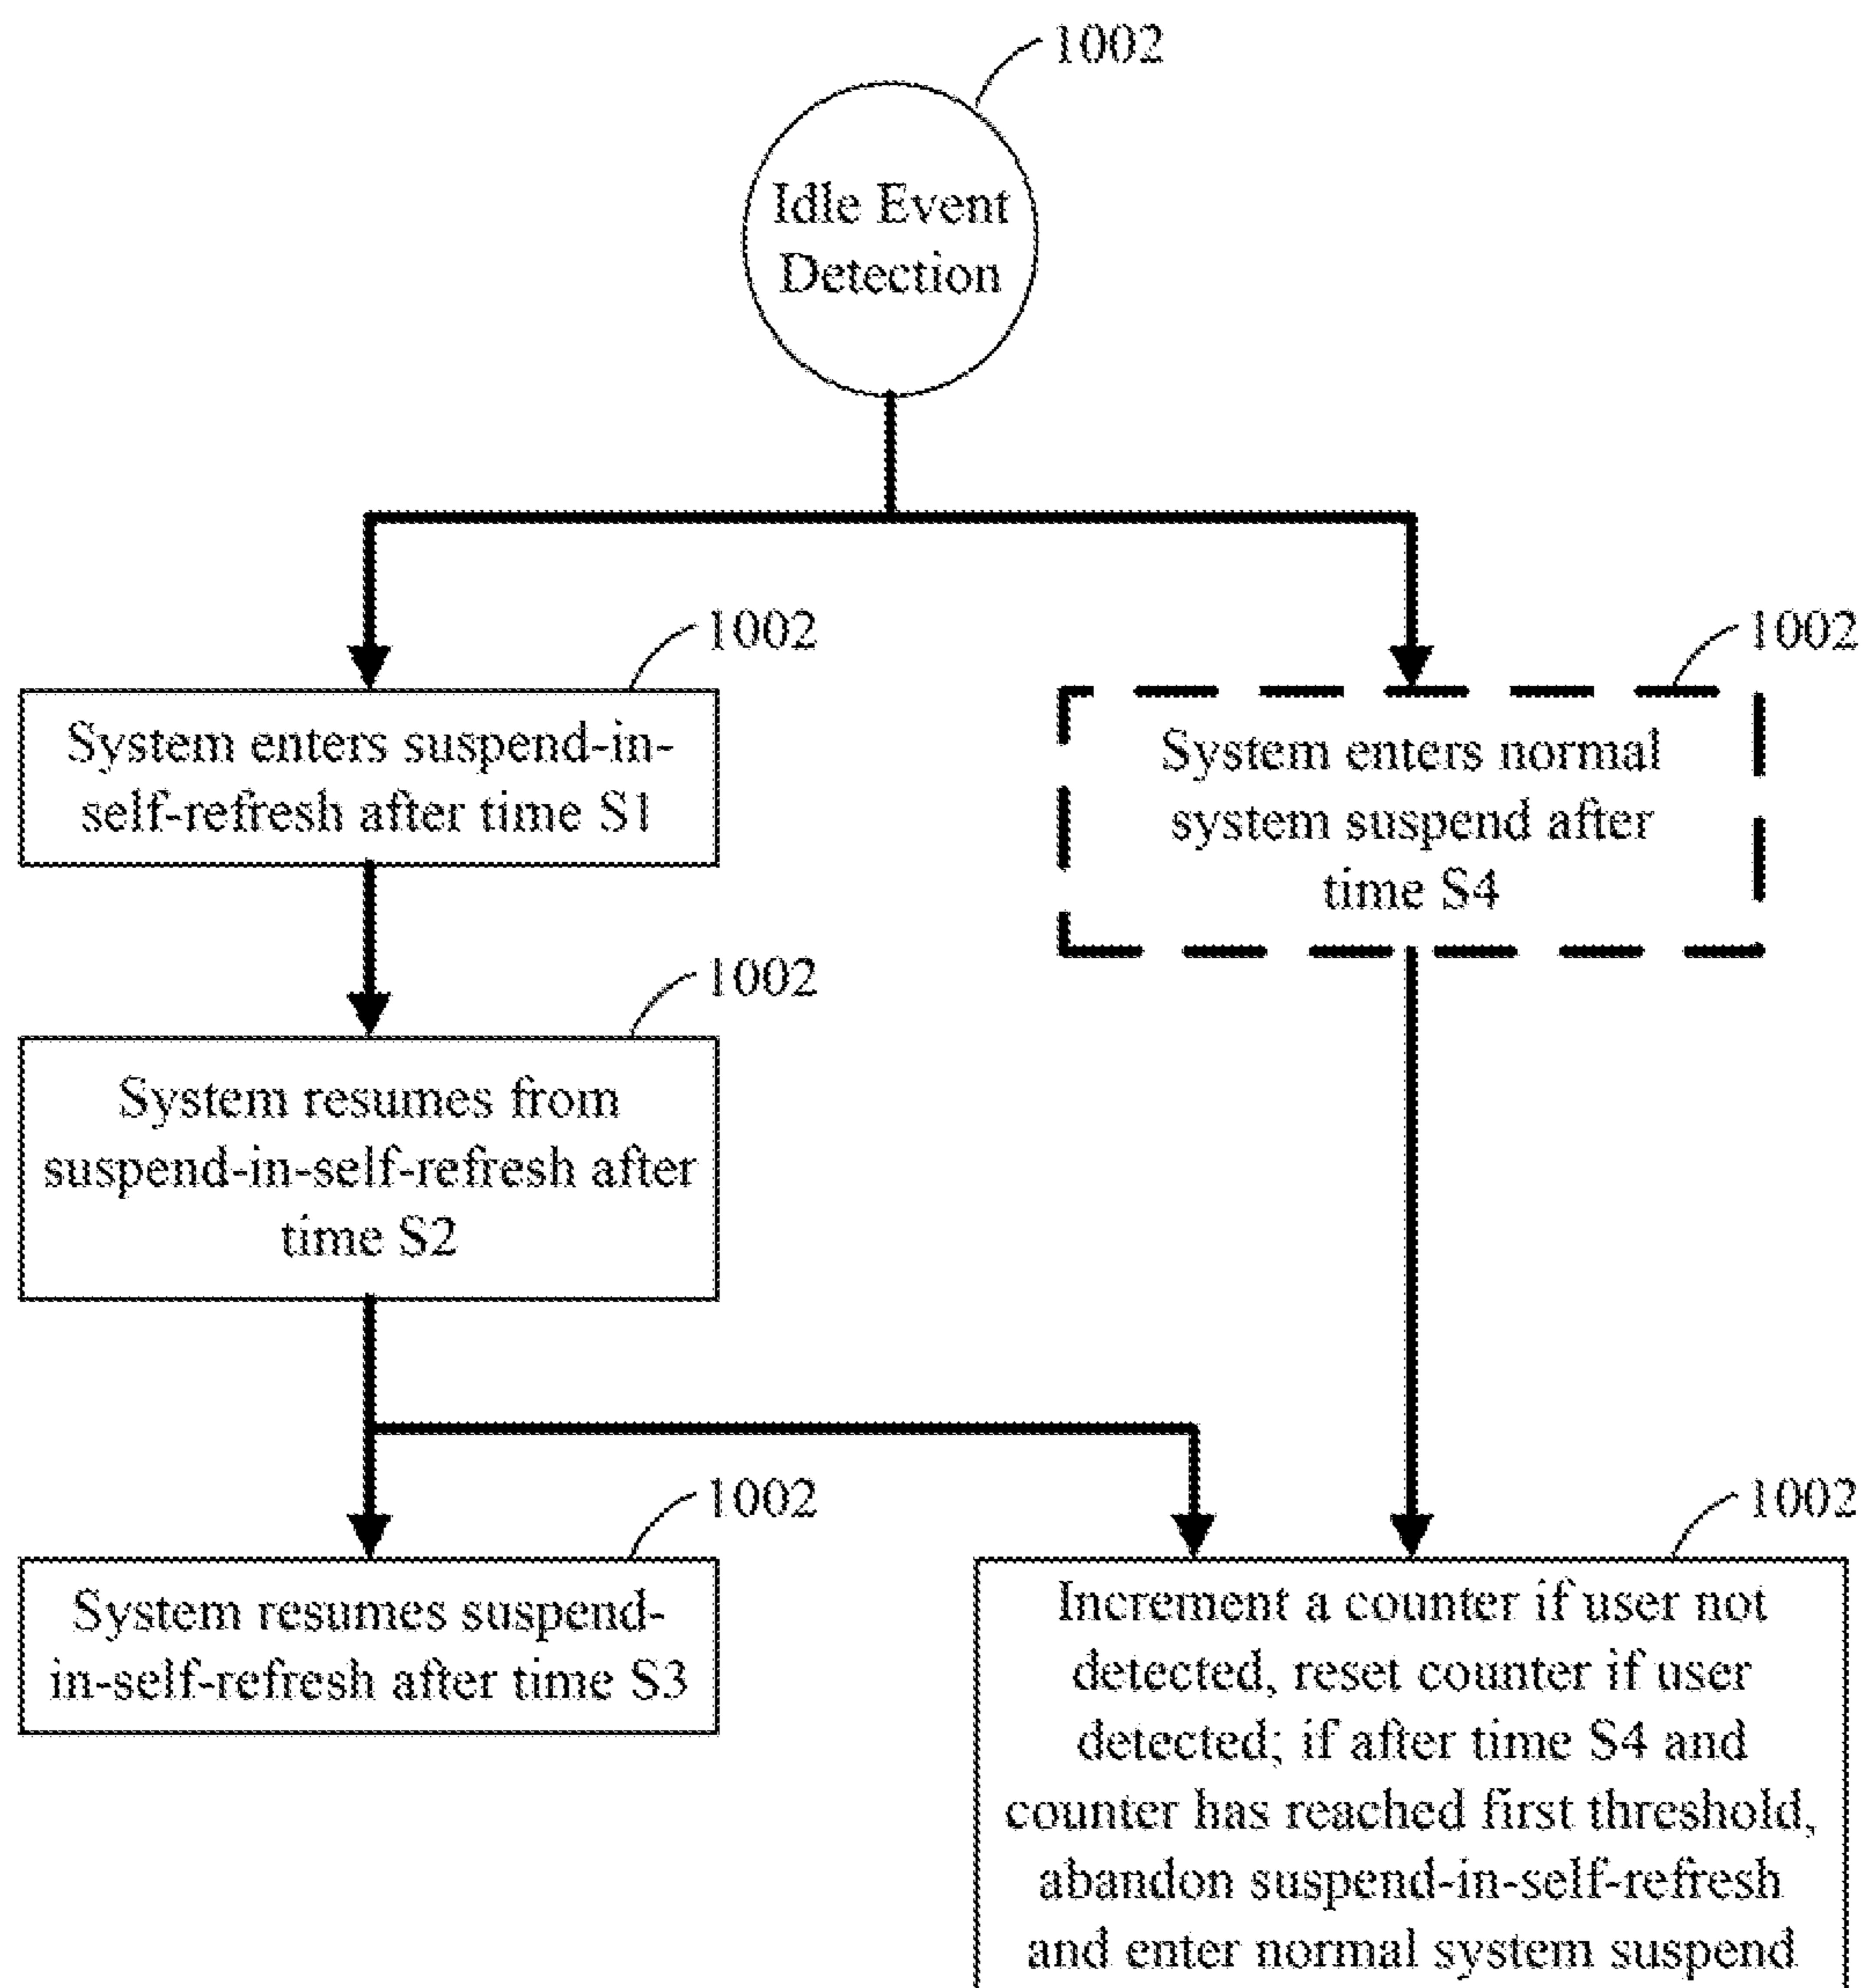 1002
Idle Event
Detection
1002
System enters suspend-in-
self-refresh after time S1
1002
System enters normal
system suspend after
time S4
1002
System resumes from
suspend-in-self-refresh after
time S2
1002
System resumes suspend-
in-self-refresh after time S3
1002
Increment a counter if user not
detected, reset counter if user
detected; if after time S4 and
counter has reached first threshold,
abandon suspend-in-self-refresh
and enter normal system suspend